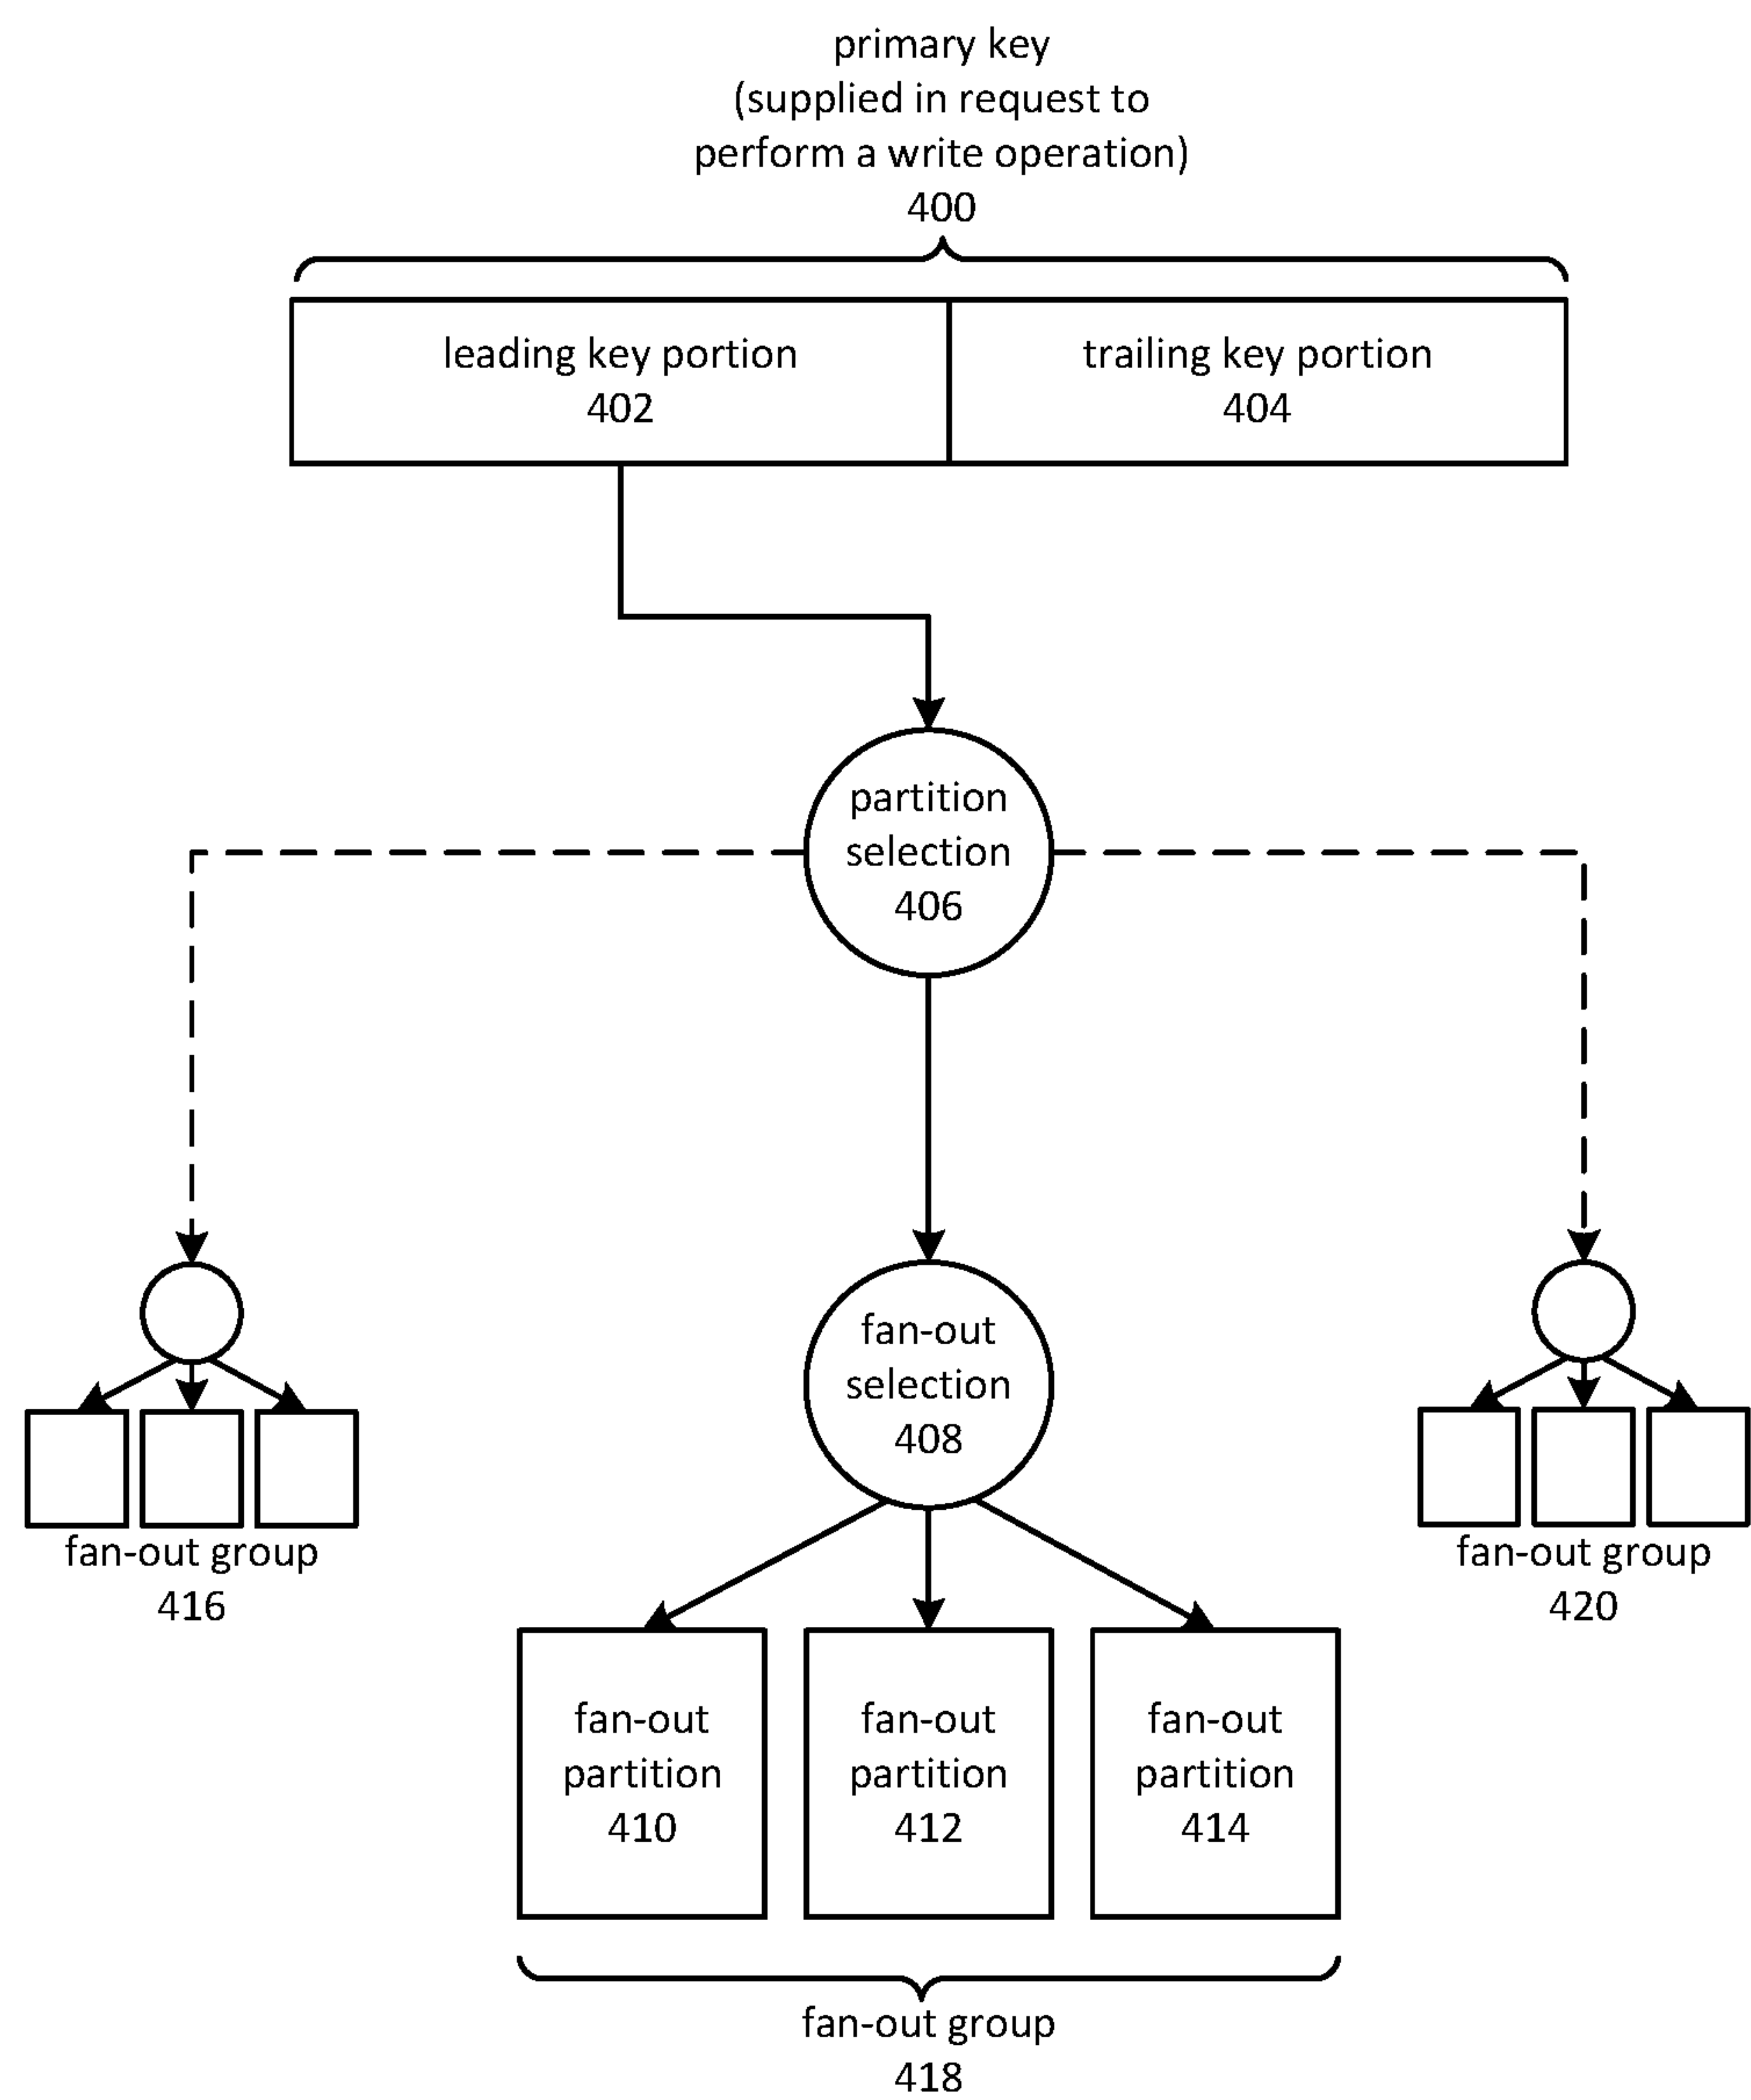 primary key
(supplied in request to
perform a write operation)
400
leading key portion
402
trailing key portion
404
partition
selection
406
fan-out
selection
408
fan-out group
416
fan-out group
420
fan-out
partition
410
fan-out
partition
412
fan-out
partition
414
fan-out group
418